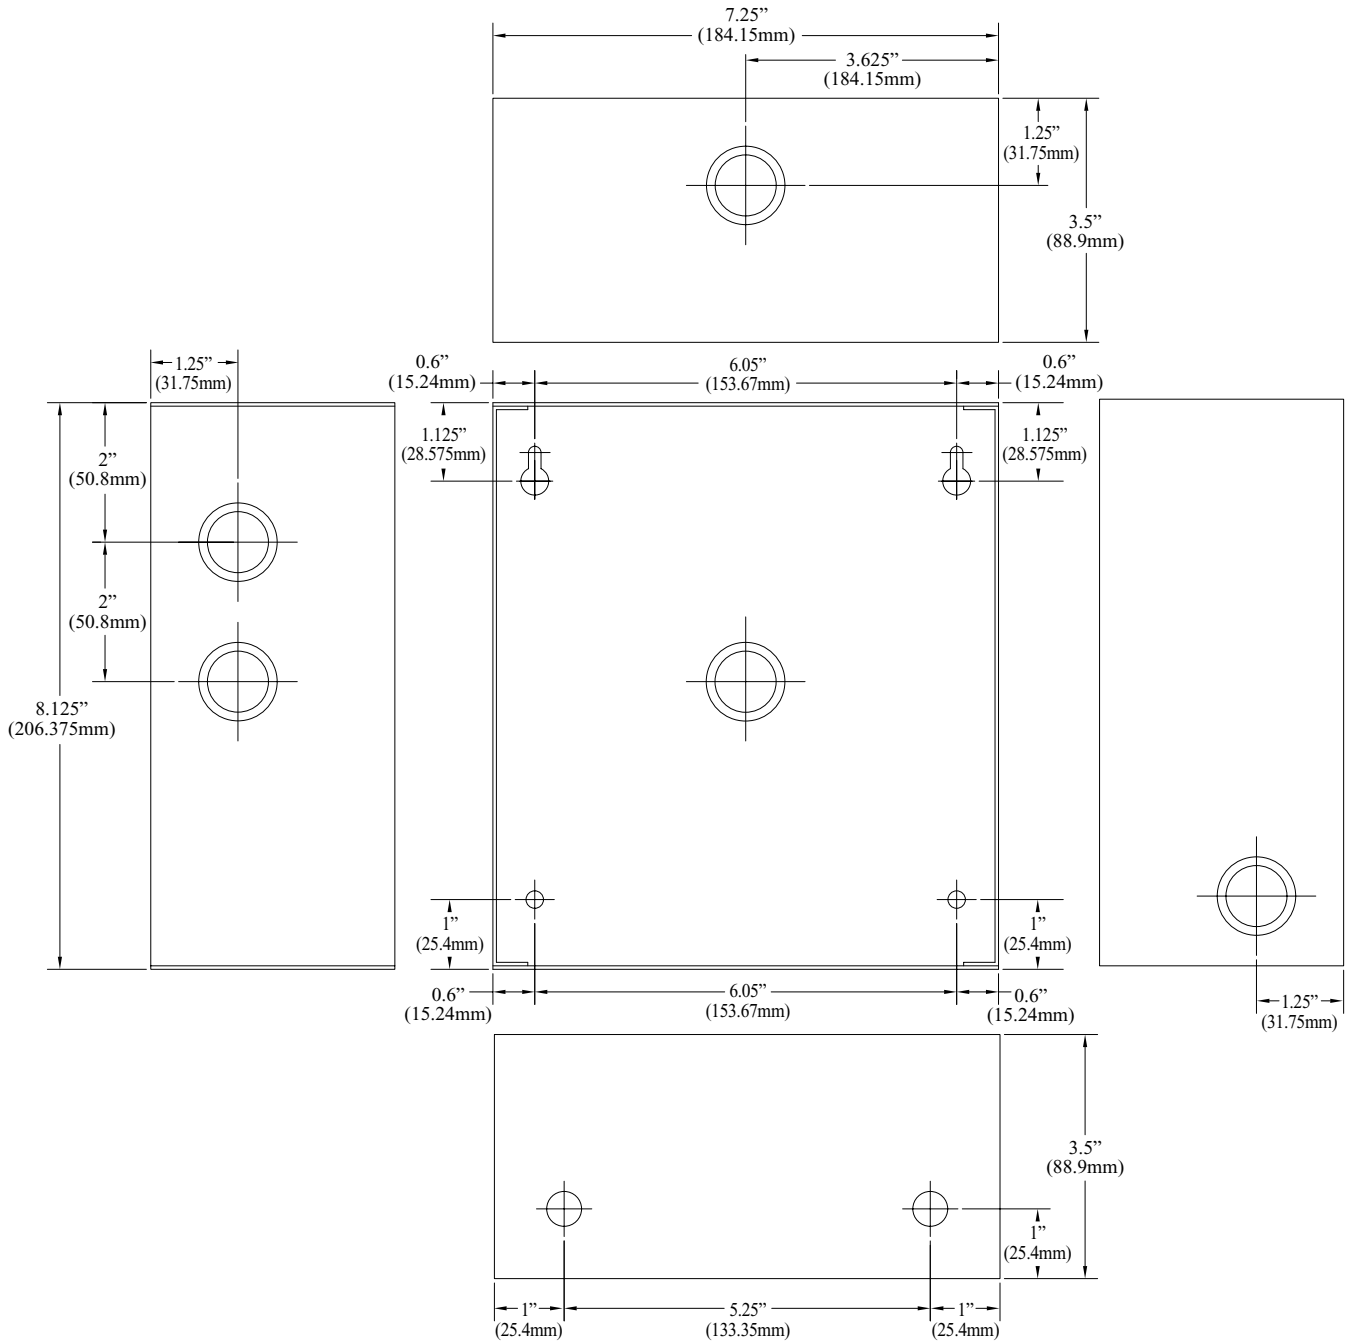 7.25”
(184.15mm)
3.625”
(184.15mm)
1.25”
(31.75mm)
3.5”
(88.9mm)
1.25”
(31.75mm)
0.6”
(15.24mm)
6.05”
(153.67mm)
0.6”
(15.24mm)
2”
(50.8mm)
1.125”
(28.575mm)
1.125”
(28.575mm)
2”
(50.8mm)
8.125”
(206.375mm)
1”
(25.4mm)
1”
(25.4mm)
0.6”
(15.24mm)
6.05”
(153.67mm)
0.6”
(15.24mm)
1.25”
(31.75mm)
3.5”
(88.9mm)
1”
(25.4mm)
1”
(25.4mm)
5.25”
(133.35mm)
1”
(25.4mm)